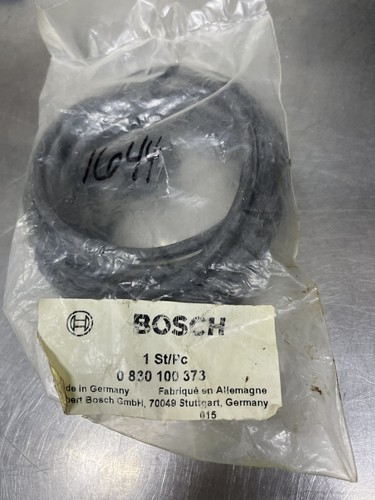 1644
BOSCH
1 St/Pc
0 830 100 373
de in Germany Fabriqué en Allemagne
bert Bosch GmbH, 70049 Stuttgart, Germany
615